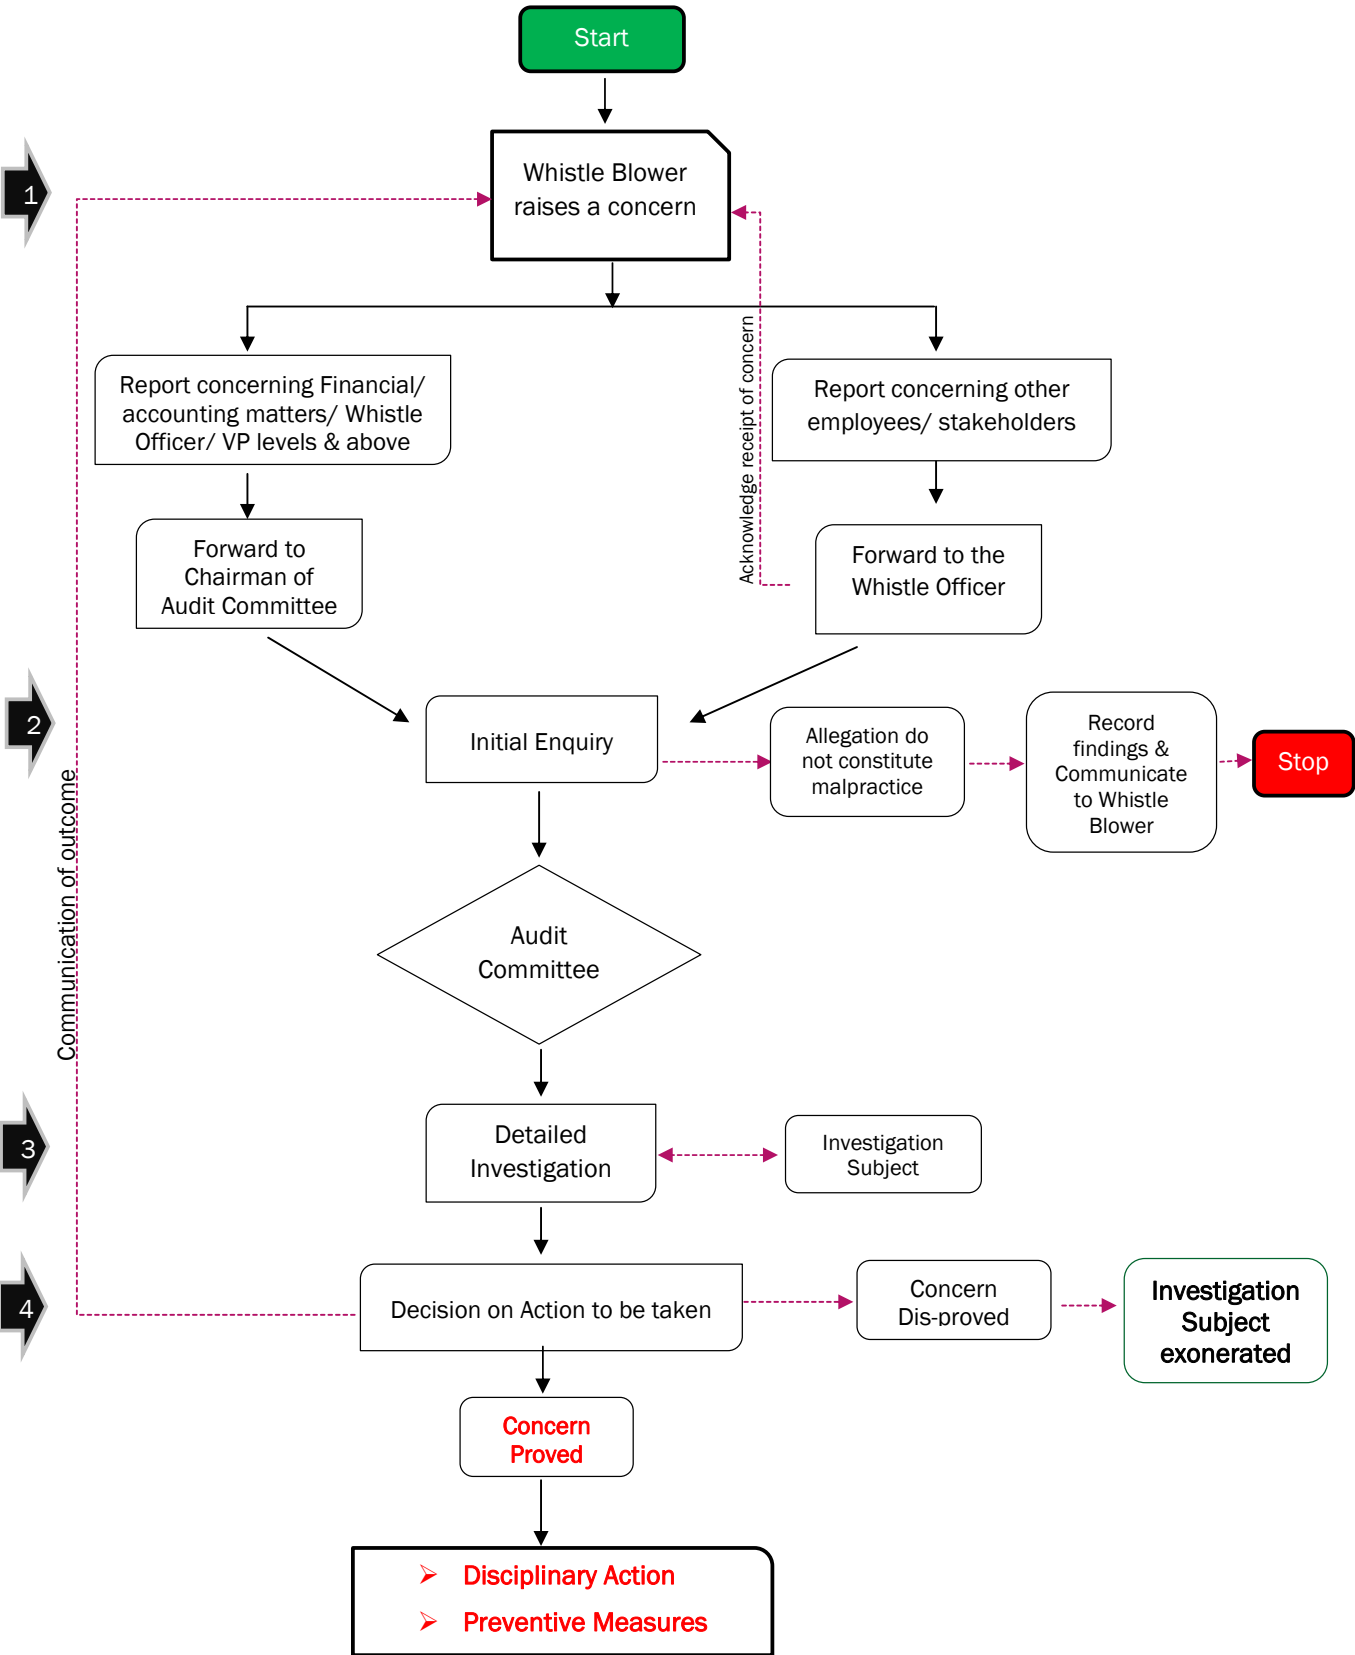 Start
1
Whistle Blower
raises a concern
Acknowledge receipt of concern
Report concerning Financial/
accounting matters/ Whistle
Officer/ VP levels & above
Report concerning other
employees/ stakeholders
Forward to
Chairman of
Audit Committee
Forward to the
Whistle Officer
2
Initial Enquiry
Allegation do
not constitute
malpractice
Record
findings &
Communicate
to Whistle
Blower
Stop
Communication of outcome
Audit
Committee
3
Detailed
Investigation
Investigation
Subject
4
Decision on Action to be taken
Concern
Dis-proved
Investigation
Subject
exonerated
Concern
Proved
➢ Disciplinary Action
➢ Preventive Measures